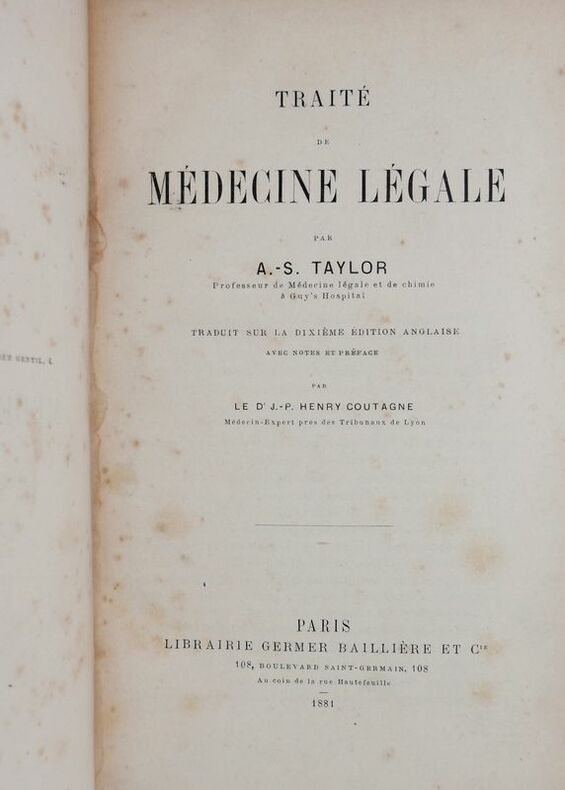 TRAITÉ
DE
MÉDECINE LÉGALE
PAR
A.-S. TAYLOR
Professeur de Médecine légale et de chimie
à Guy's Hospital
TRADUIT SUR LA DIXIÈME ÉDITION ANGLAISE
AVEC NOTES ET PRÉFACE
PAR
LE Dr J.-P. HENRY COUTAGNE
Médecin-Expert près des Tribunaux de Lyon
PARIS
LIBRAIRIE GERMER BAILLIÈRE ET Cie
108, BOULEVARD SAINT-GERMAIN, 108
Au coin de la rue Hautefeuille
1881